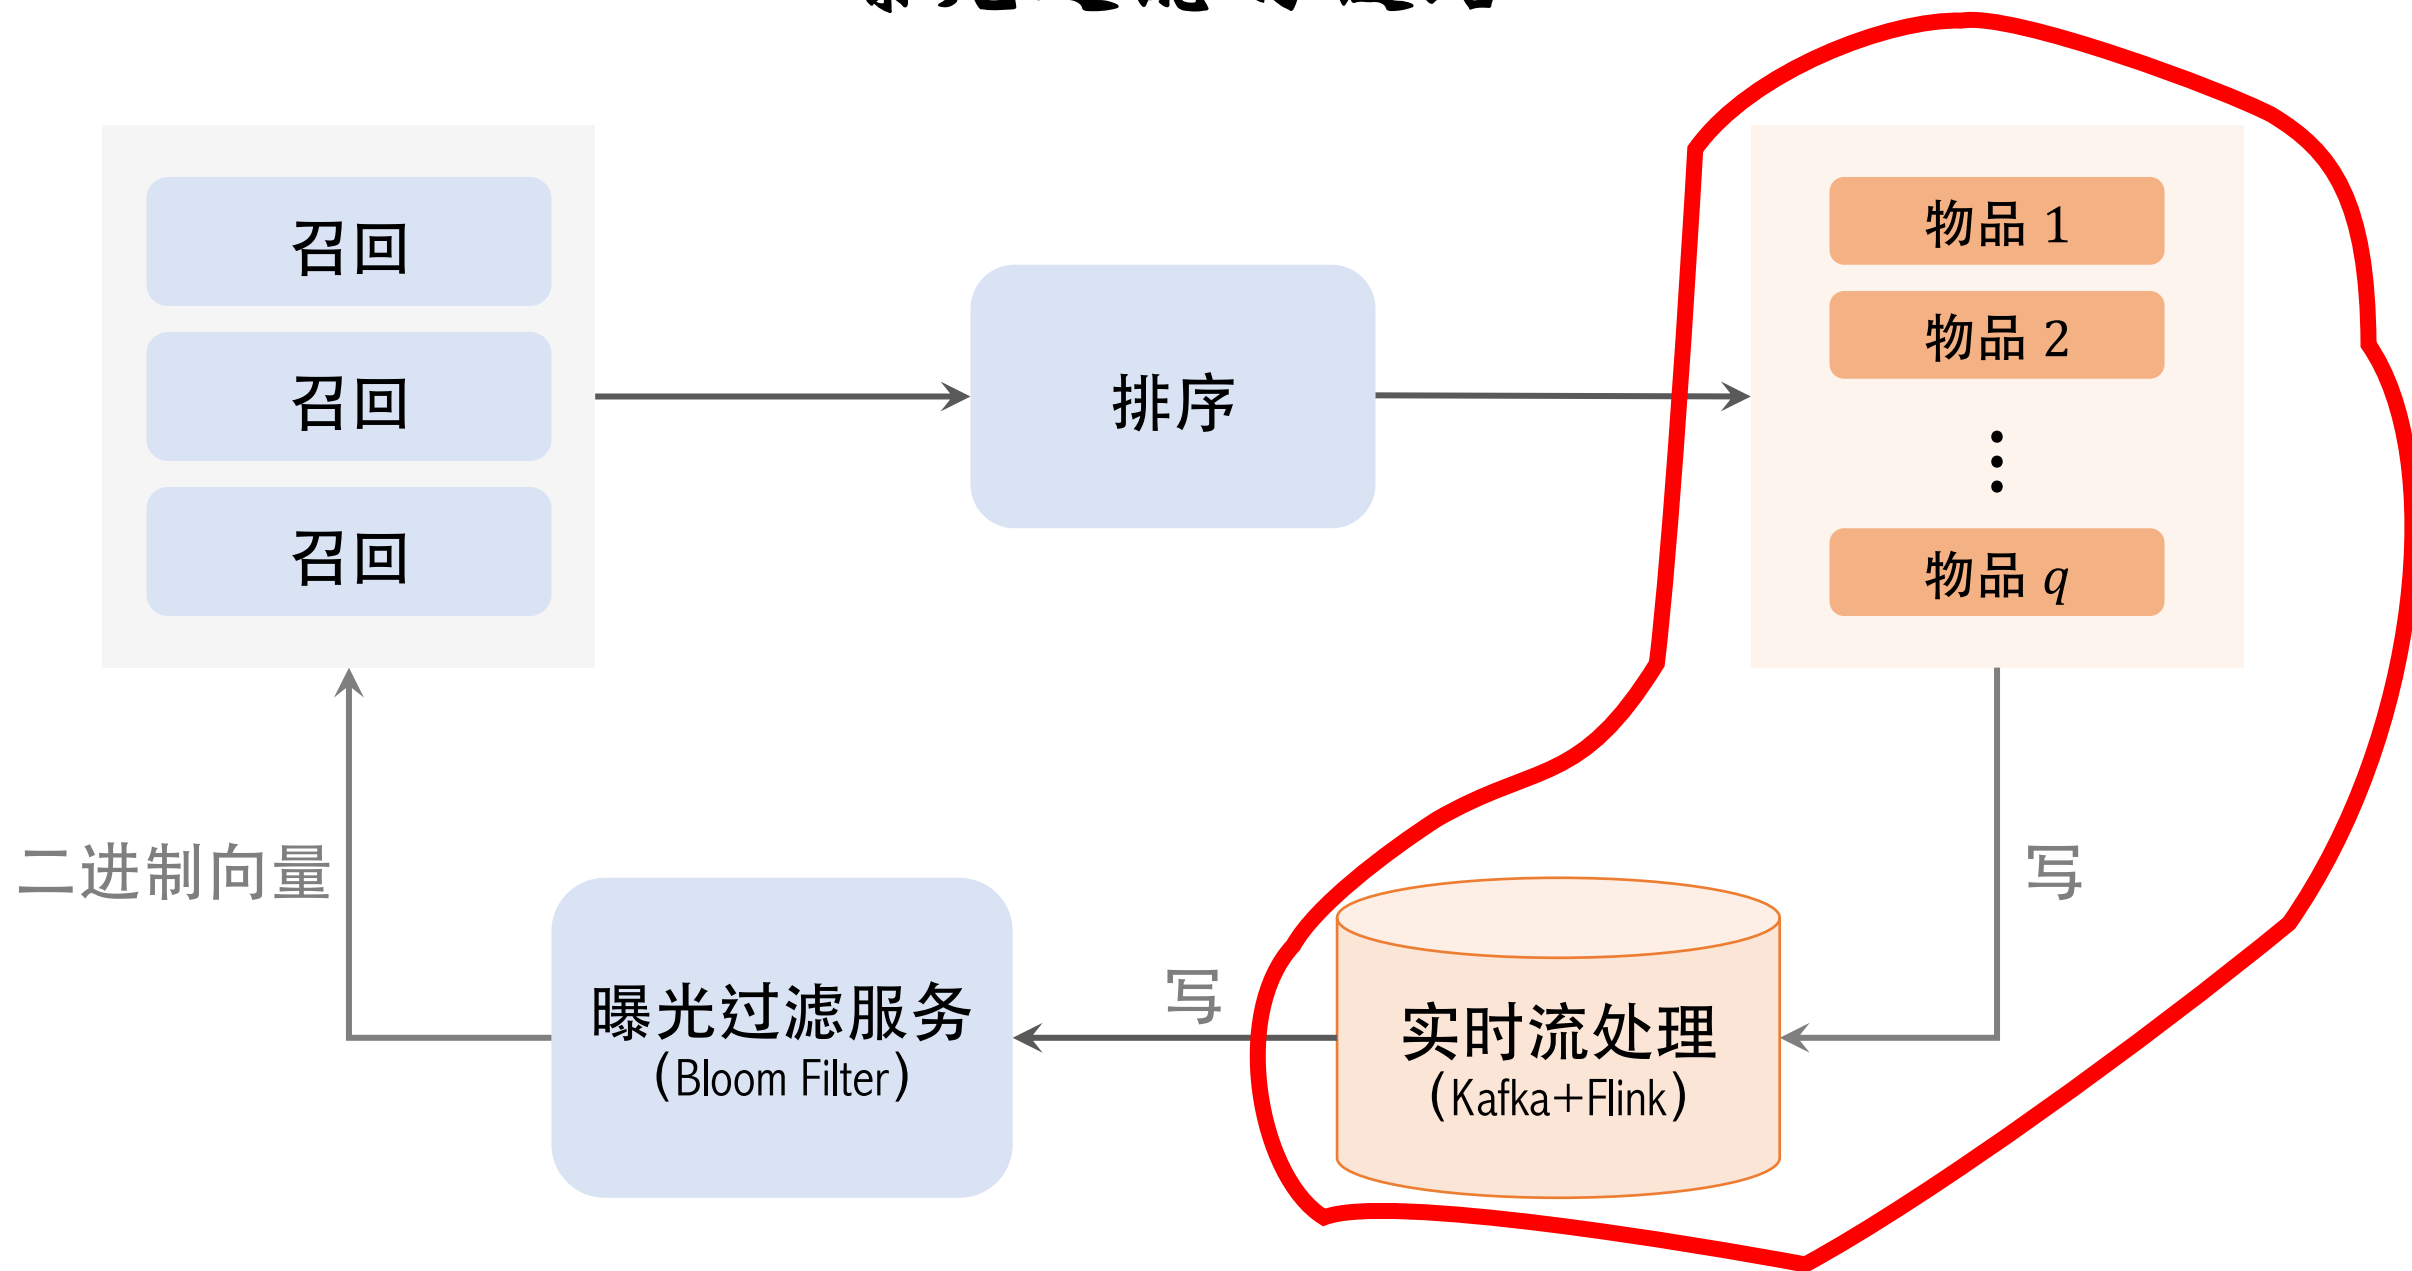 召回
召回
召回
排序
物品 1
物品 2
物品 q
二进制向量
写
曝光过滤服务
(Bloom Filter)
写
实时流处理
(Kafka+Flink)